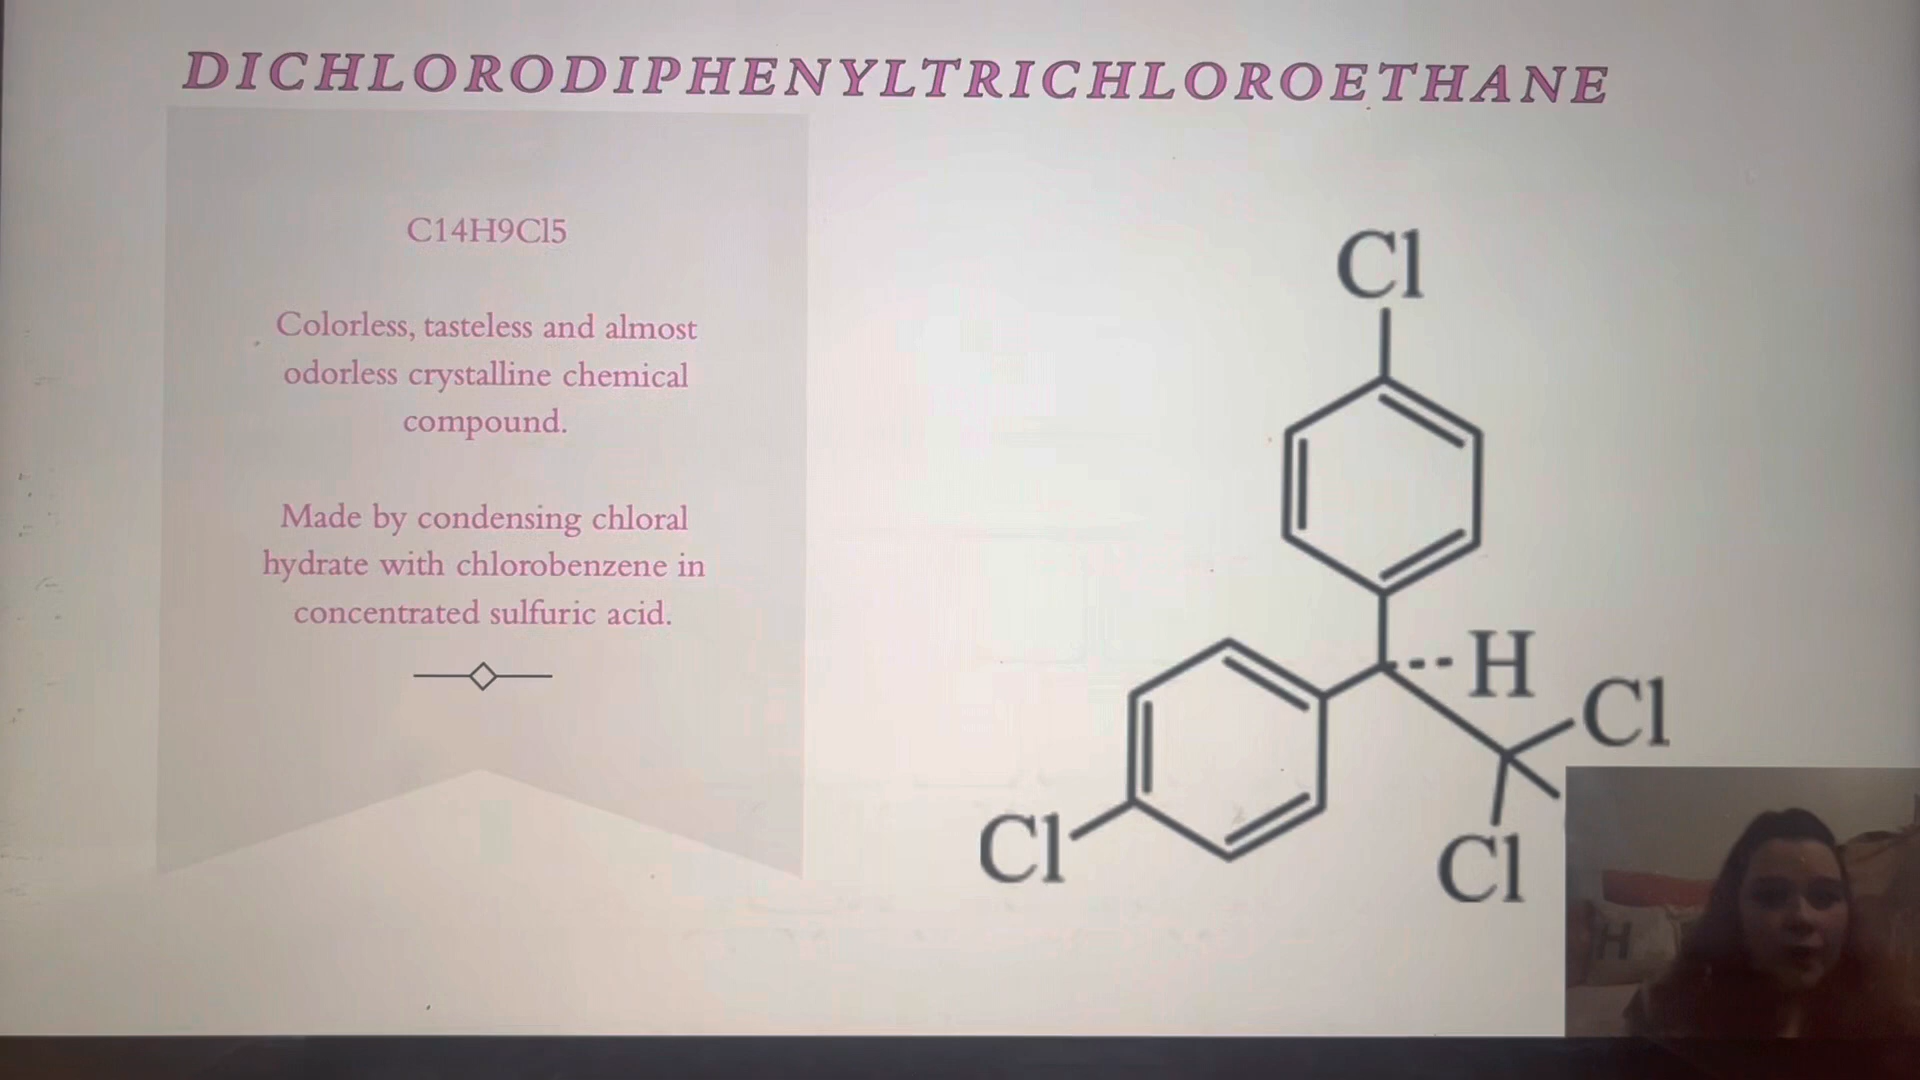 DICHLORODIPHENYLTRICHLOROETHANE
C14H9Cl5
Colorless, tasteless and almost
odorless crystalline chemical
compound.
Made by condensing chloral
hydrate with chlorobenzene in
concentrated sulfuric acid.
Cl
H
Cl
Cl
Cl
H